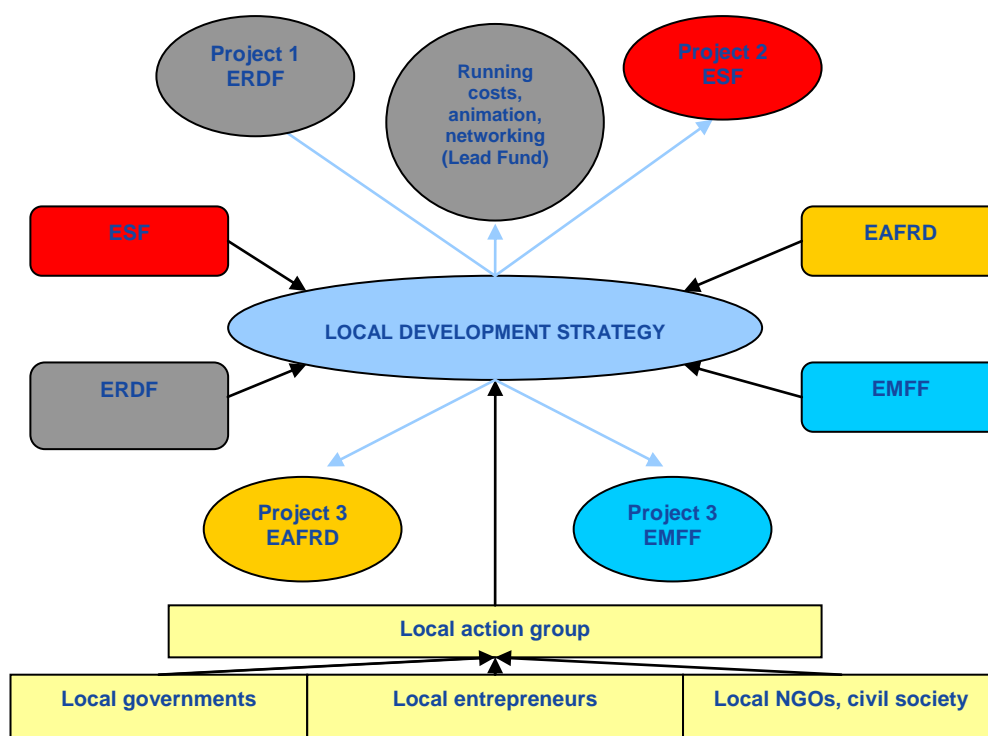 Project 1
ERDF
Running
costs,
animation,
networking
(Lead Fund)
Project 2
ESF
ESF
EAFRD
LOCAL DEVELOPMENT STRATEGY
ERDF
EMFF
Project 3
EAFRD
Project 3
EMFF
Local action group
Local governments
Local entrepreneurs
Local NGOs, civil society